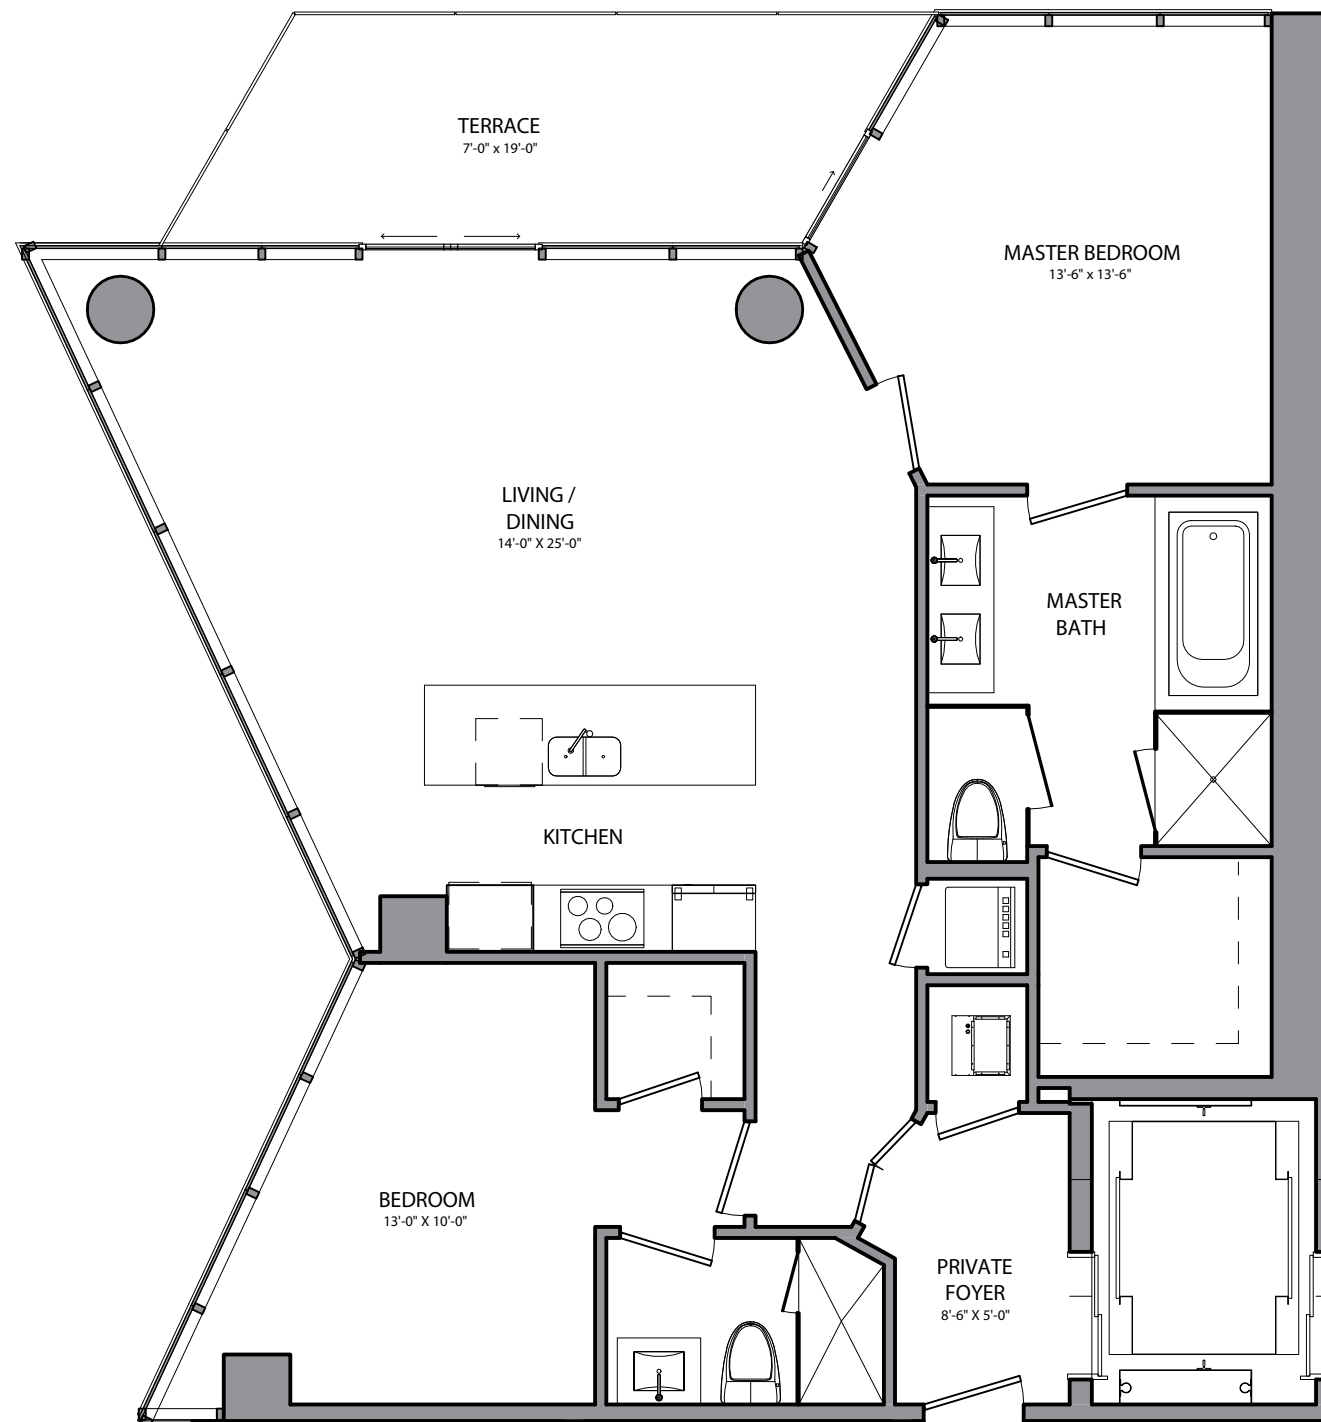 TERRACE
7'-0" x 19'-0"
MASTER BEDROOM
13'-6" x 13'-6"
LIVING /
DINING
14'-0" X 25'-0"
MASTER
BATH
KITCHEN
BEDROOM
13'-0" X 10'-0"
PRIVATE
FOYER
8'-6" X 5'-0"